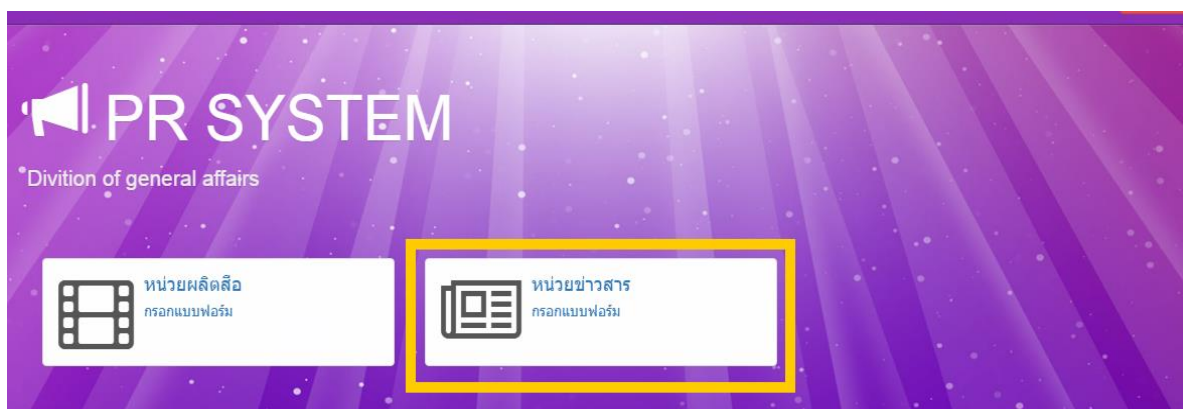 PR SYSTEM
Divition of general affairs
หน่วยผลิตสื่อ
กรอกแบบฟอร์ม
หน่วยข่าวสาร
กรอกแบบฟอร์ม